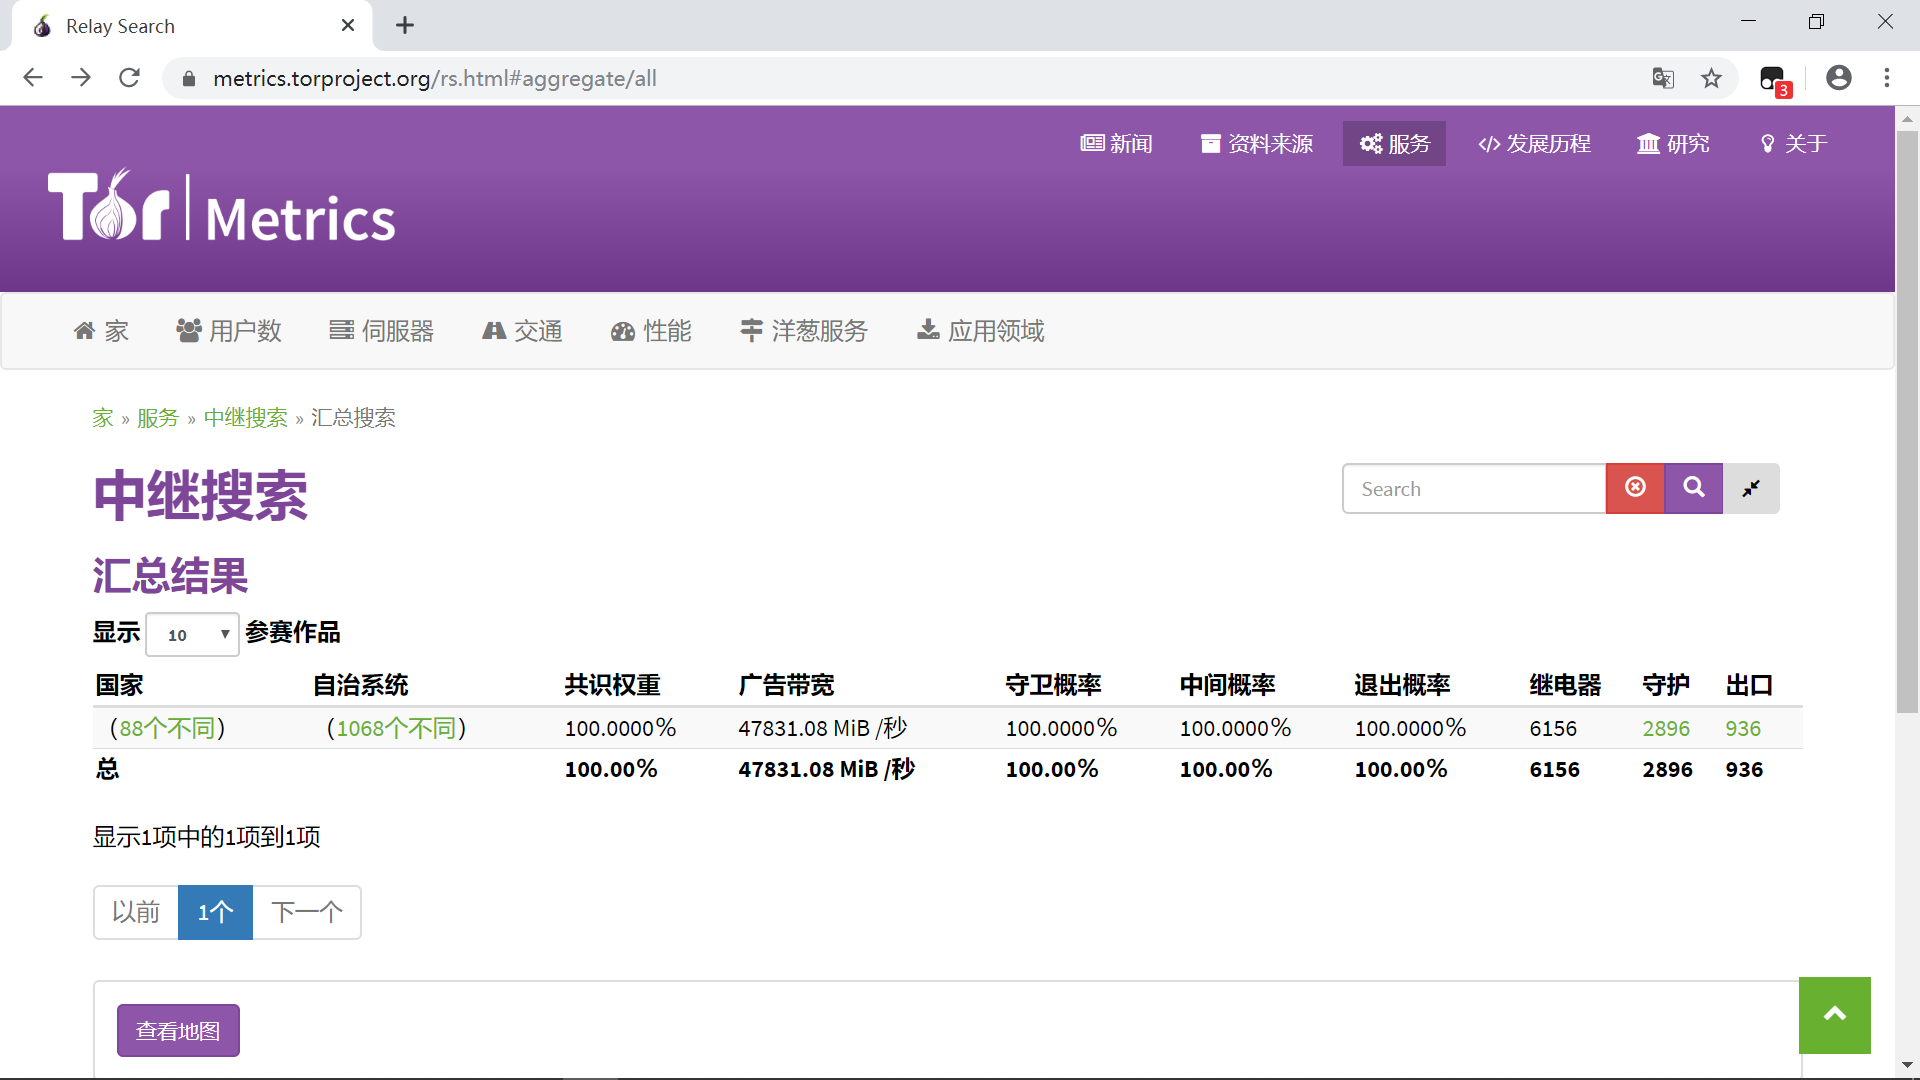 Relay Search
metrics.torproject.org/rs.html#aggregate/all
3
新闻 资料来源 服务 发展历程 研究 关于
Tor Metrics
家 用户数 伺服器 交通 性能 洋葱服务 应用领域
家 » 服务 » 中继搜索 » 汇总搜索
中继搜索
Search
汇总结果
显示 10 参赛作品
国家 自治系统 共识权重 广告带宽 守卫概率 中间概率 退出概率 继电器 守护 出口
（88个不同） （1068个不同） 100.0000％ 47831.08 MiB /秒 100.0000％ 100.0000％ 100.0000％ 6156 2896 936
总 100.00％ 47831.08 MiB /秒 100.00％ 100.00％ 100.00％ 6156 2896 936
显示1项中的1项到1项
以前 1个 下一个
查看地图